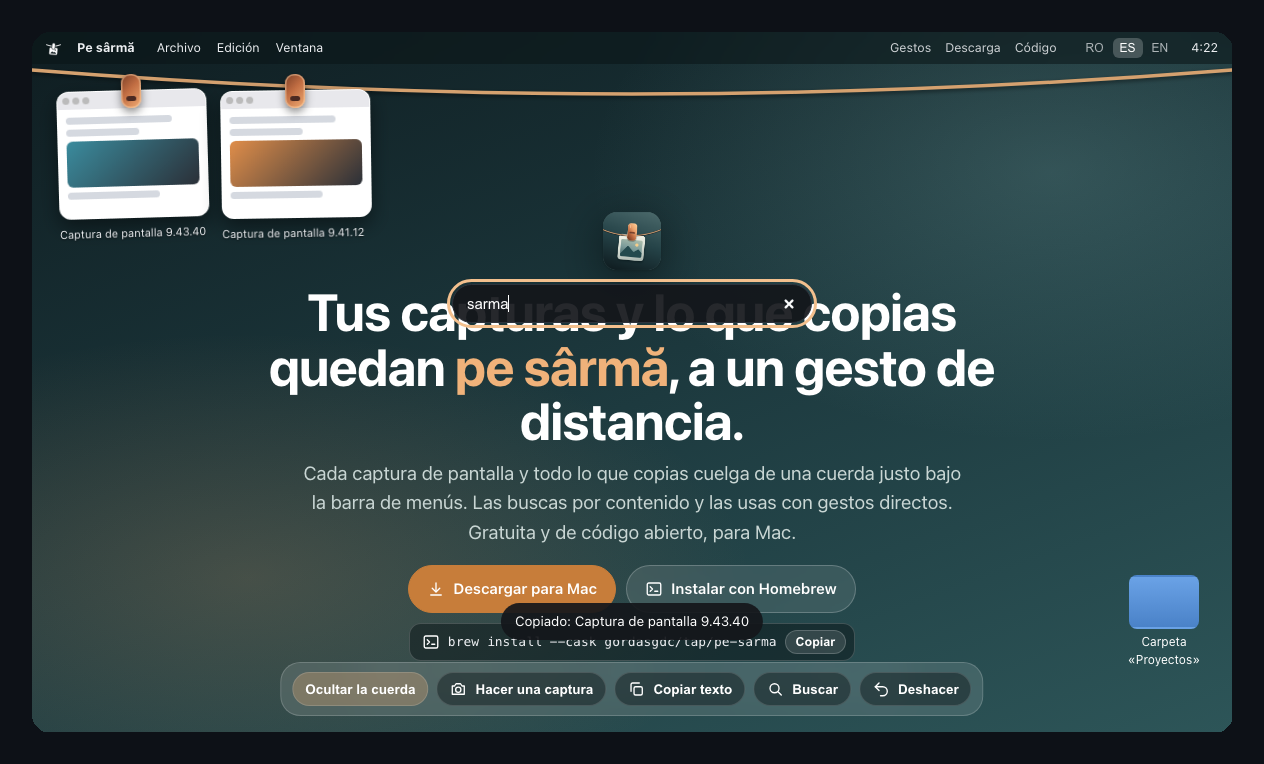 Pe sârmă Archivo Edición Ventana Gestos Descarga Código RO ES EN 4:22
Captura de pantalla 9.43.40
Captura de pantalla 9.41.12
sarma
Tus capturas y lo que copias
quedan pe sârmă, a un gesto de
distancia.
Cada captura de pantalla y todo lo que copias cuelga de una cuerda justo bajo
la barra de menús. Las buscas por contenido y las usas con gestos directos.
Gratuita y de código abierto, para Mac.
Descargar para Mac
Instalar con Homebrew
Copiado: Captura de pantalla 9.43.40
brew install --cask gordasgdc/tap/pe-sarma
Copiar
Carpeta
«Proyectos»
Ocultar la cuerda
Hacer una captura
Copiar texto
Buscar
Deshacer